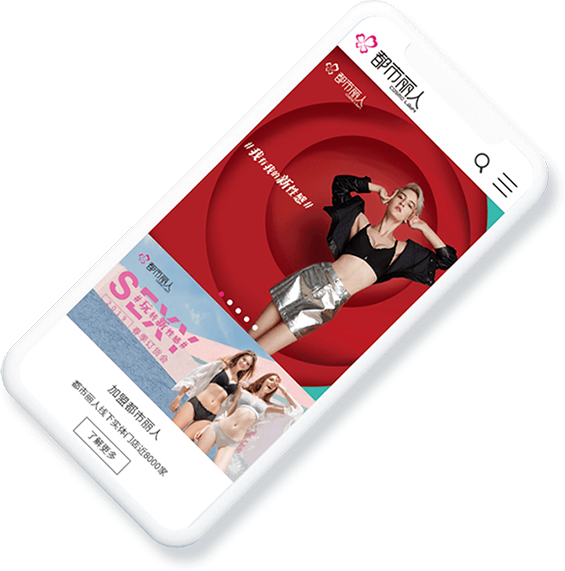 都市丽人
COSMO LADY
都市丽人
#我有我的新性感#
都市丽人
SEXY
#玩转新性感#
春季订货会
加盟都市丽人
都市丽人线下实体门店近8000家
了解更多